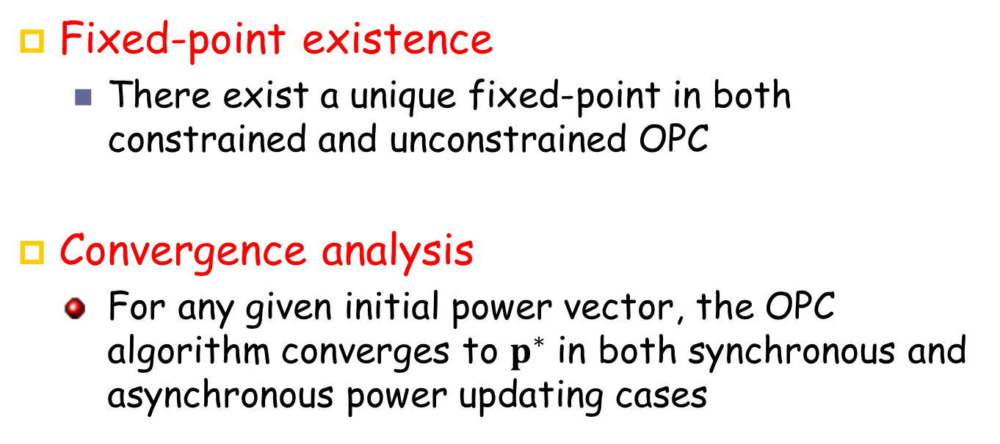 Fixed-point existence
There exist a unique fixed-point in both
constrained and unconstrained OPC
Convergence analysis
For any given initial power vector, the OPC
algorithm converges to p* in both synchronous and
asynchronous power updating cases